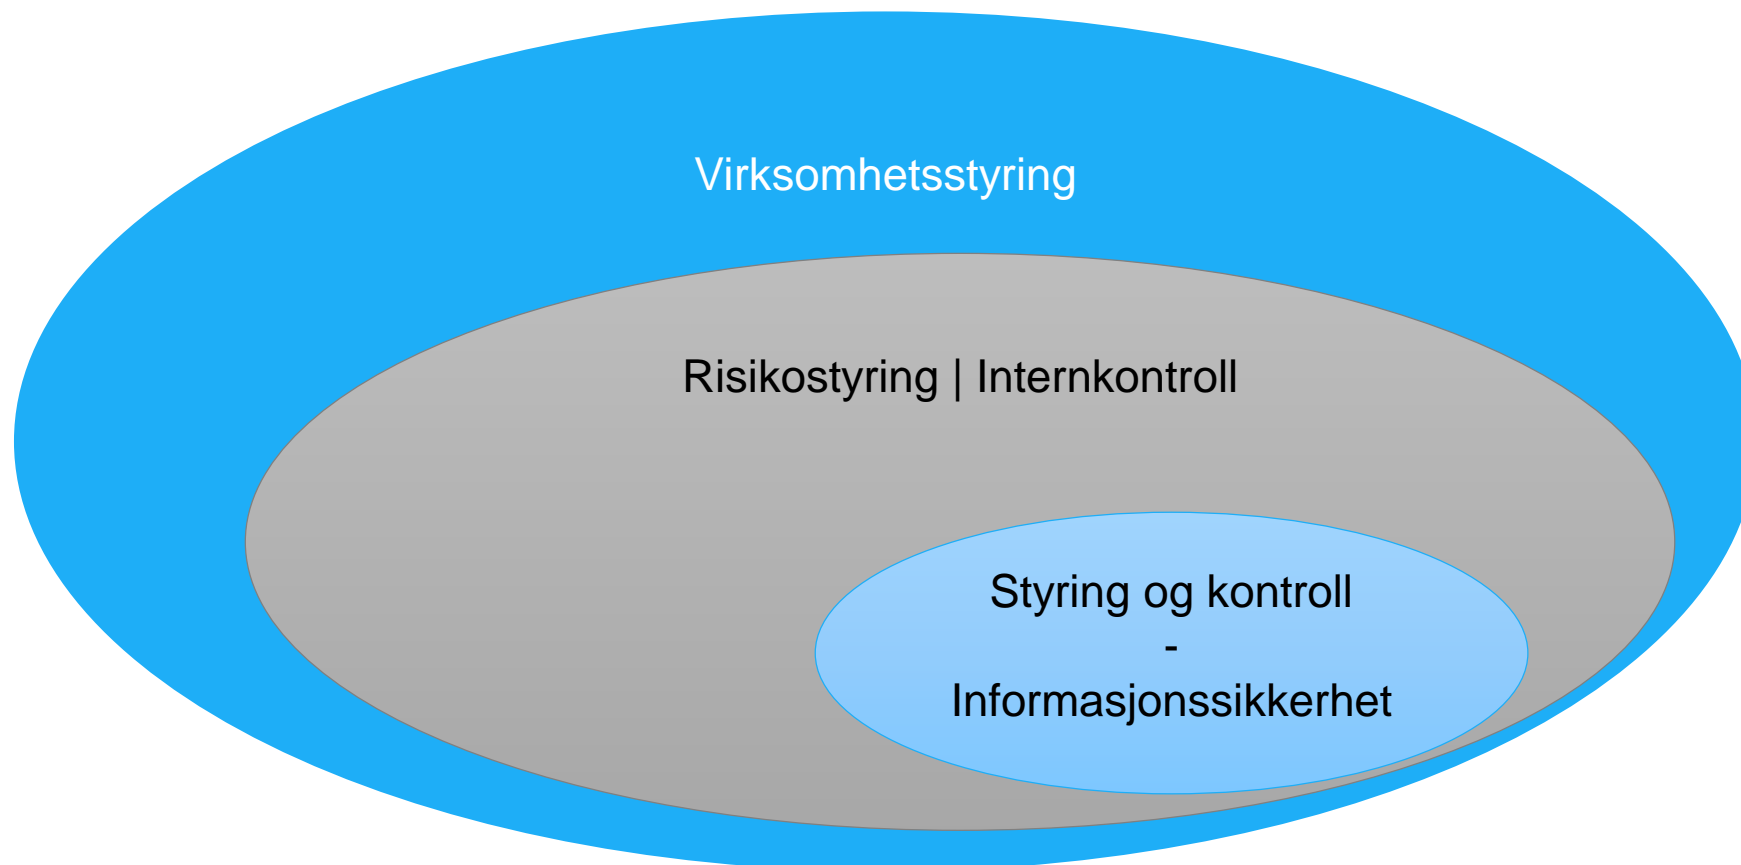 Virksomhetsstyring
Risikostyring | Internkontroll
Styring og kontroll
-
Informasjonssikkerhet